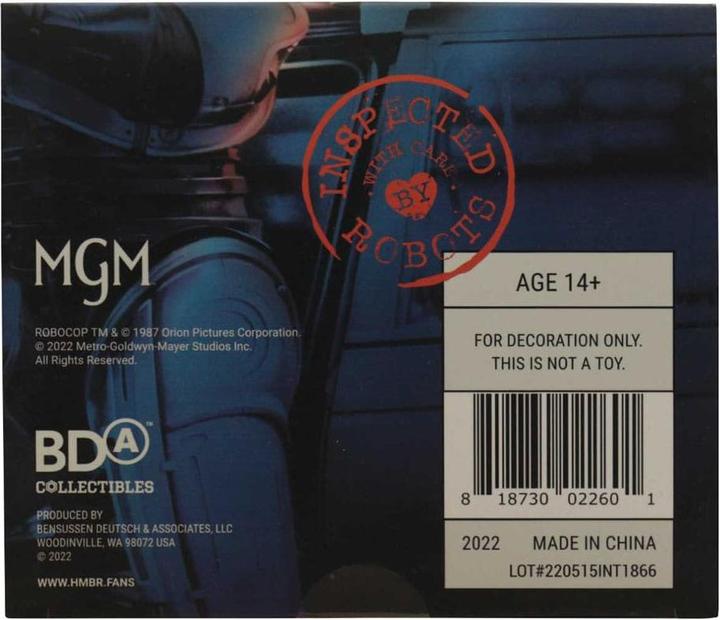 INSPECTED
WITH CARE
BY
ROBOTS
MGM
ROBOCOP TM & © 1987 Orion Pictures Corporation.
© 2022 Metro-Goldwyn-Mayer Studios Inc.
All Rights Reserved.
BDA™
COLLECTIBLES
PRODUCED BY
BENSUSSEN DEUTSCH & ASSOCIATES, LLC
WOODINVILLE, WA 98072 USA
© 2022
WWW.HMBR.FANS
AGE 14+
FOR DECORATION ONLY.
THIS IS NOT A TOY.
8 18730 02260 1
2022 MADE IN CHINA
LOT#220515INT1866